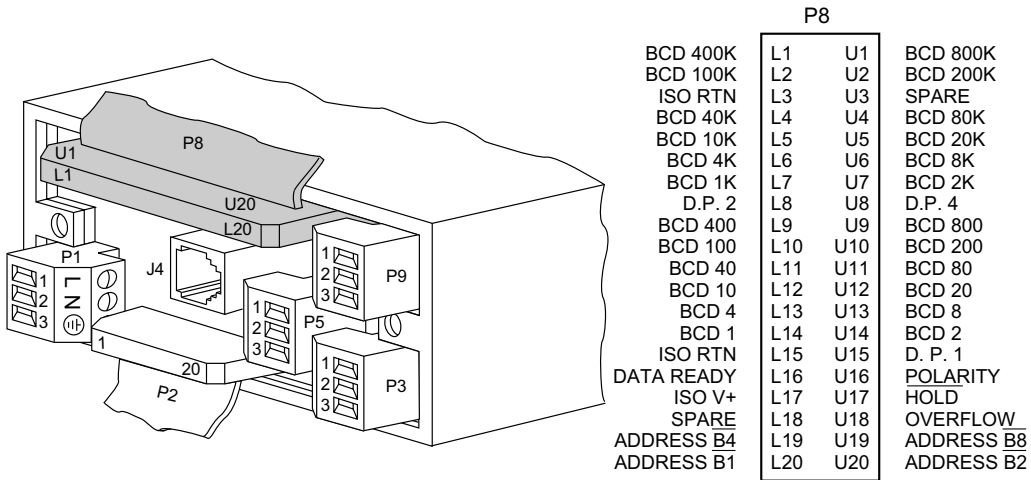 P8
BCD 400K L1 U1 BCD 800K
BCD 100K L2 U2 BCD 200K
ISO RTN L3 U3 SPARE
BCD 40K L4 U4 BCD 80K
BCD 10K L5 U5 BCD 20K
BCD 4K L6 U6 BCD 8K
BCD 1K L7 U7 BCD 2K
D.P. 2 L8 U8 D.P. 4
BCD 400 L9 U9 BCD 800
BCD 100 L10 U10 BCD 200
BCD 40 L11 U11 BCD 80
BCD 10 L12 U12 BCD 20
BCD 4 L13 U13 BCD 8
BCD 1 L14 U14 BCD 2
ISO RTN L15 U15 D. P. 1
DATA READY L16 U16 POLARITY
ISO V+ L17 U17 HOLD
SPARE L18 U18 OVERFLOW
ADDRESS B4 L19 U19 ADDRESS B8
ADDRESS B1 L20 U20 ADDRESS B2
P8
U1
L1
U20
L20
P1
1
2
3
L
N
J4
1
2
3
P9
1
2
3
P5
1
20
P2
1
2
3
P3